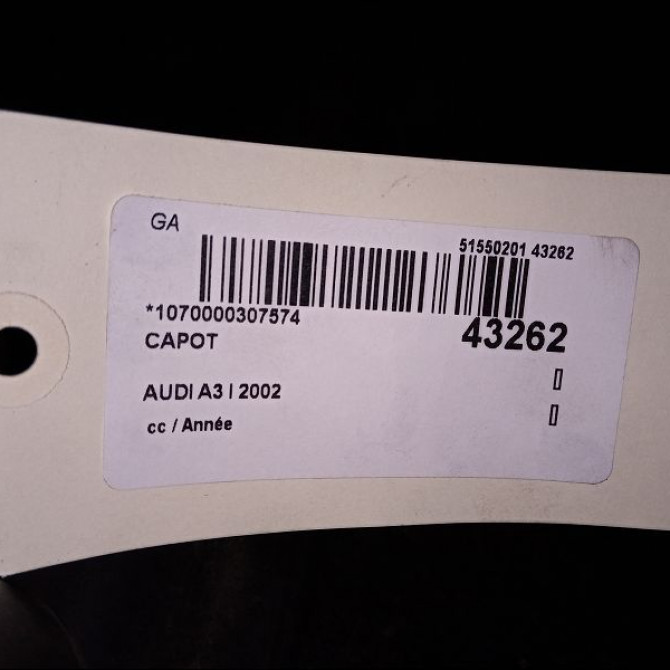 GA
51550201 43262
*1070000307574
43262
CAPOT
AUDI A3 I 2002
cc / Année